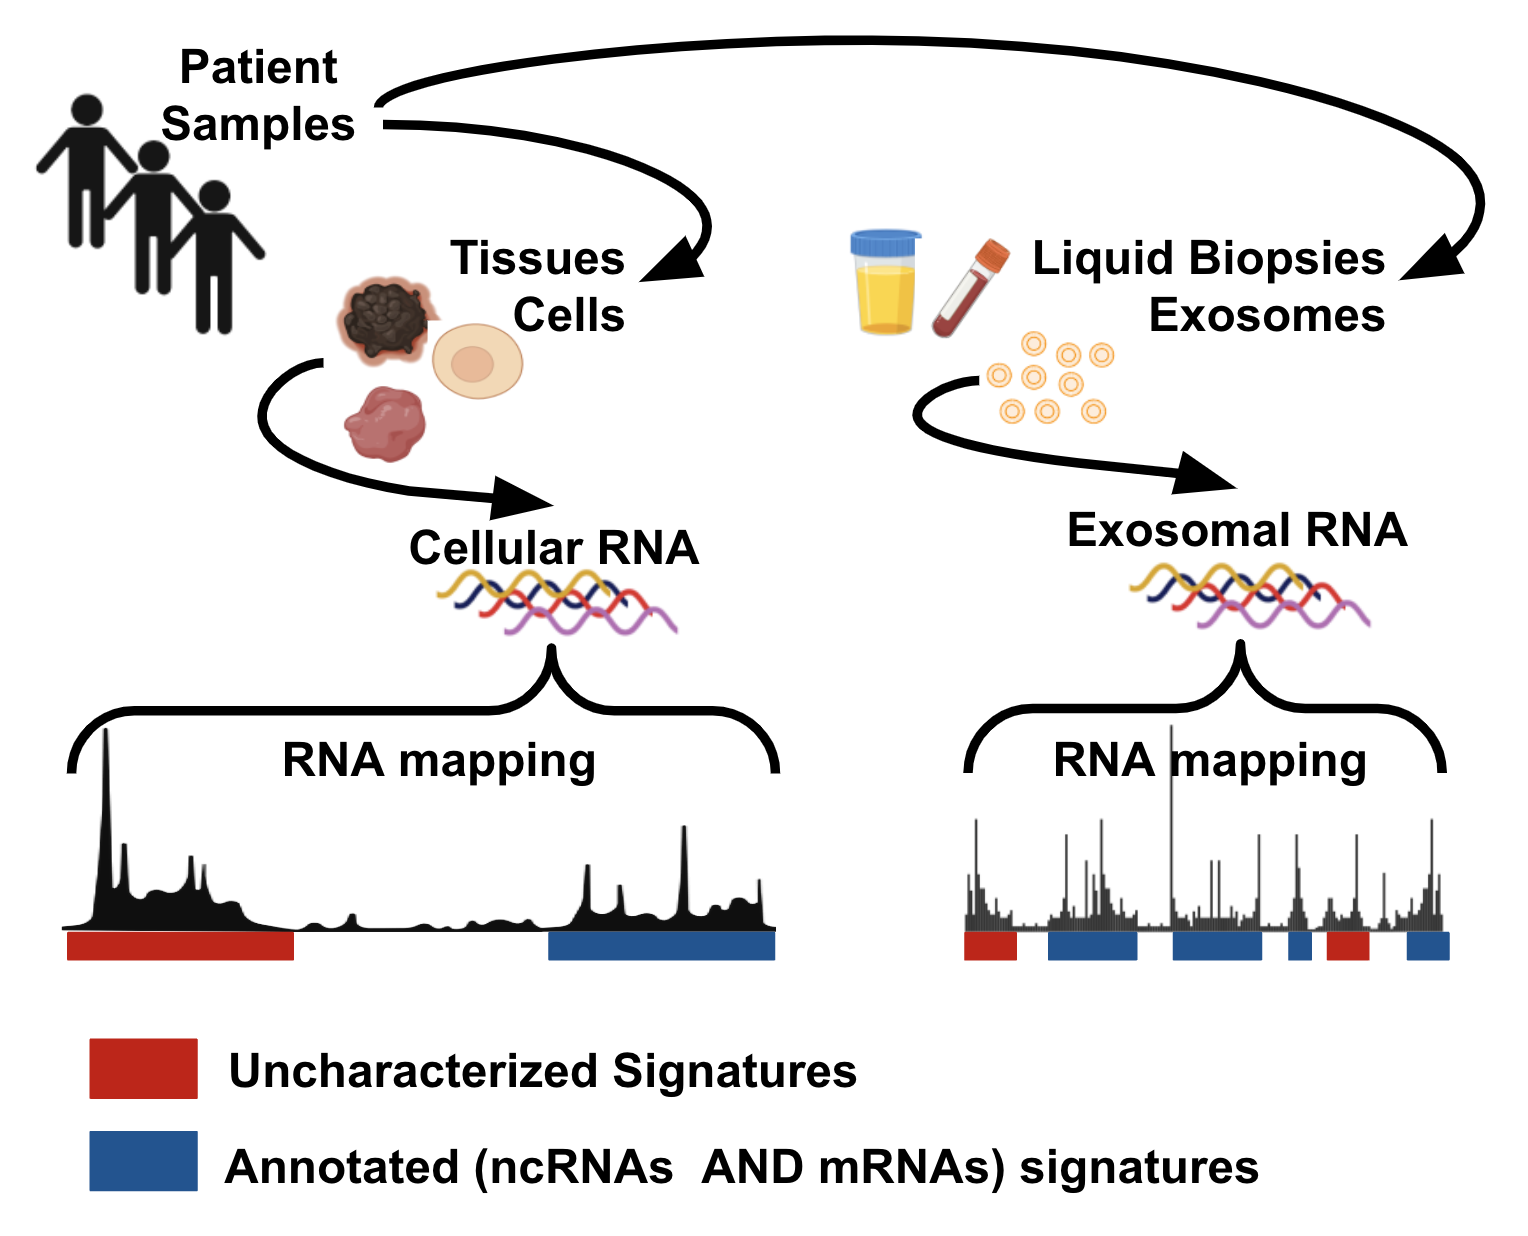 Patient
Samples
Tissues
Cells
Liquid Biopsies
Exosomes
Cellular RNA
Exosomal RNA
RNA mapping
RNA mapping
Uncharacterized Signatures
Annotated (ncRNAs  AND mRNAs) signatures